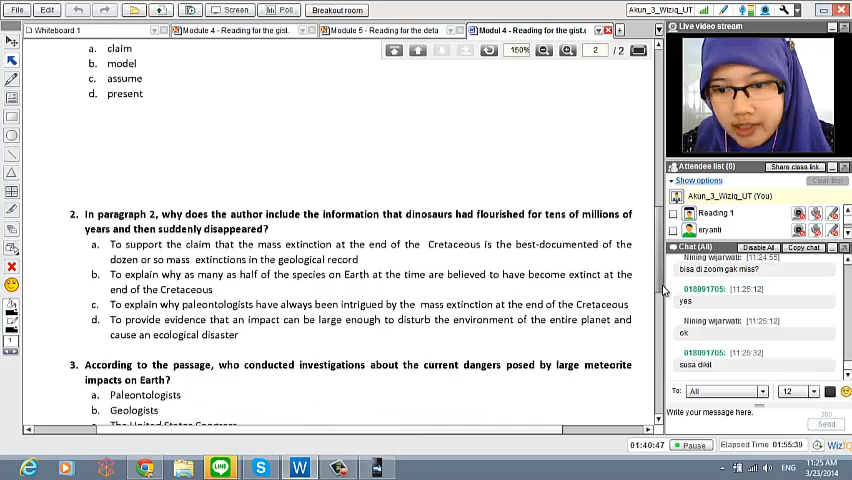 File
Edit
Screen
Poll
Breakout room
Akun_3_Wiziq_UT
Whiteboard 1
Module 4 - Reading for the gist.
Module 5 - Reading for the deta
Modul 4 - Reading for the gist.
150%
2 / 2
a. claim
b. model
c. assume
d. present
2. In paragraph 2, why does the author include the information that dinosaurs had flourished for tens of millions of
years and then suddenly disappeared?
a. To support the claim that the mass extinction at the end of the Cretaceous is the best-documented of the
dozen or so mass extinctions in the geological record
b. To explain why as many as half of the species on Earth at the time are believed to have become extinct at the
end of the Cretaceous
c. To explain why paleontologists have always been intrigued by the mass extinction at the end of the Cretaceous
d. To provide evidence that an impact can be large enough to disturb the environment of the entire planet and
cause an ecological disaster
3. According to the passage, who conducted investigations about the current dangers posed by large meteorite
impacts on Earth?
a. Paleontologists
b. Geologists
c. The United States Congress
Live video stream
Attendee list (8)
Share class link
Show options
Clear filter
Akun_3_Wiziq_UT (You)
Reading 1
eryanti
Chat (All)
Disable All
Copy chat
Nining wijarwati: [11:24:55]
bisa di zoom gak miss?
018091705: [11:25:12]
yes
Nining wijarwati: [11:25:12]
ok
018091705: [11:25:32]
susa dikit
To: All
12
Write your message here.
300
Send
01:40:47
Pause
Elapsed Time: 01:55:39
WizIQ
ENG
11:25 AM
3/23/2014